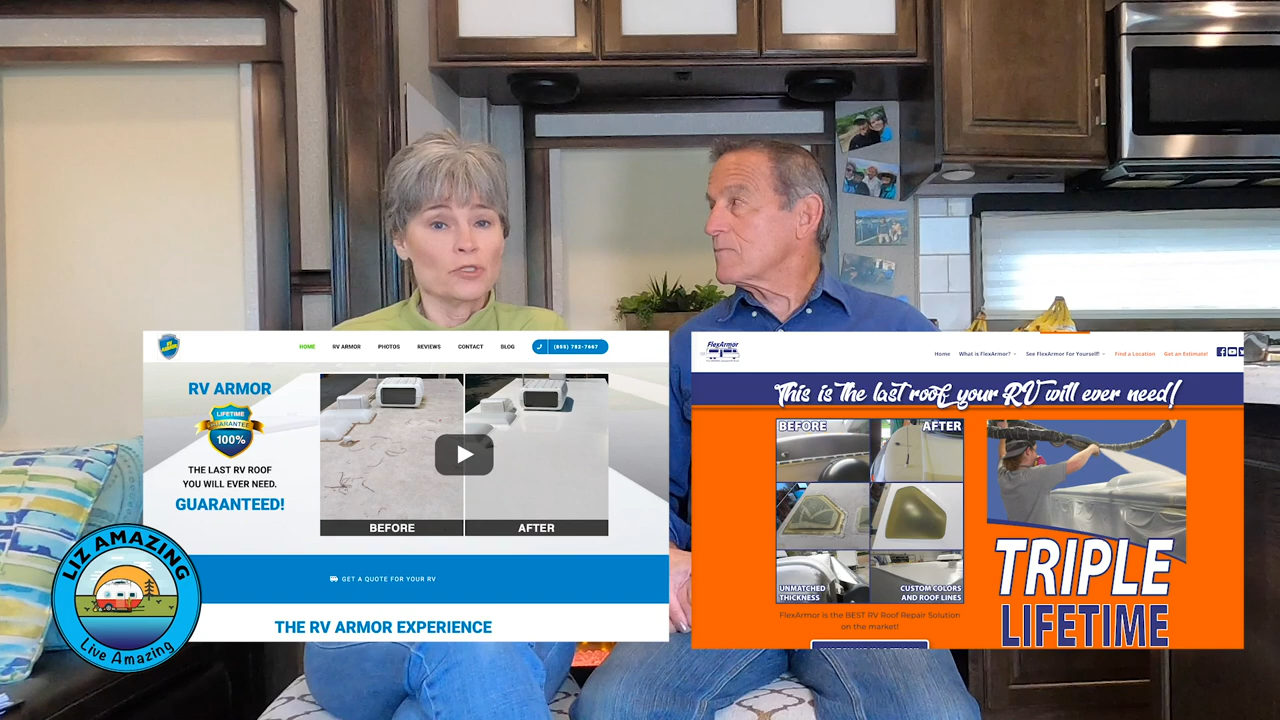 RV
ARMOR
HOME
RV ARMOR
PHOTOS
REVIEWS
CONTACT
BLOG
(855) 782-7667
RV ARMOR
LIFETIME
GUARANTEE
100%
THE LAST RV ROOF
YOU WILL EVER NEED.
GUARANTEED!
BEFORE
AFTER
GET A QUOTE FOR YOUR RV
THE RV ARMOR EXPERIENCE
LIZ AMAZING
Live Amazing
FlexArmor
Home
What is FlexArmor?
See FlexArmor For Yourself!
Find a Location
Get an Estimate!
This is the last roof your RV will ever need!
BEFORE
AFTER
UNMATCHED
THICKNESS
CUSTOM COLORS
AND ROOF LINES
FlexArmor is the BEST RV Roof Repair Solution
on the market!
TRIPLE
LIFETIME